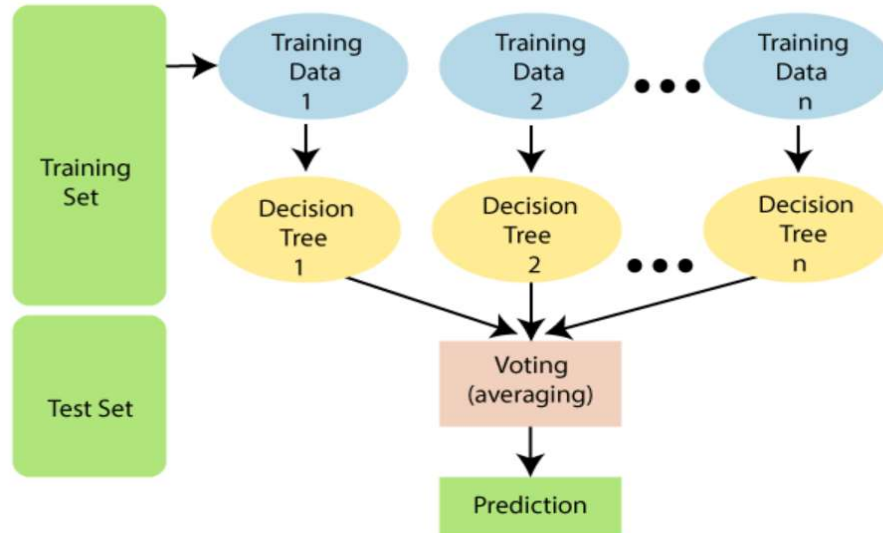 Training
Data
1
Training
Data
2
Training
Data
n
Training
Set
Decision
Tree
1
Decision
Tree
2
Decision
Tree
n
Voting
(averaging)
Test Set
Prediction